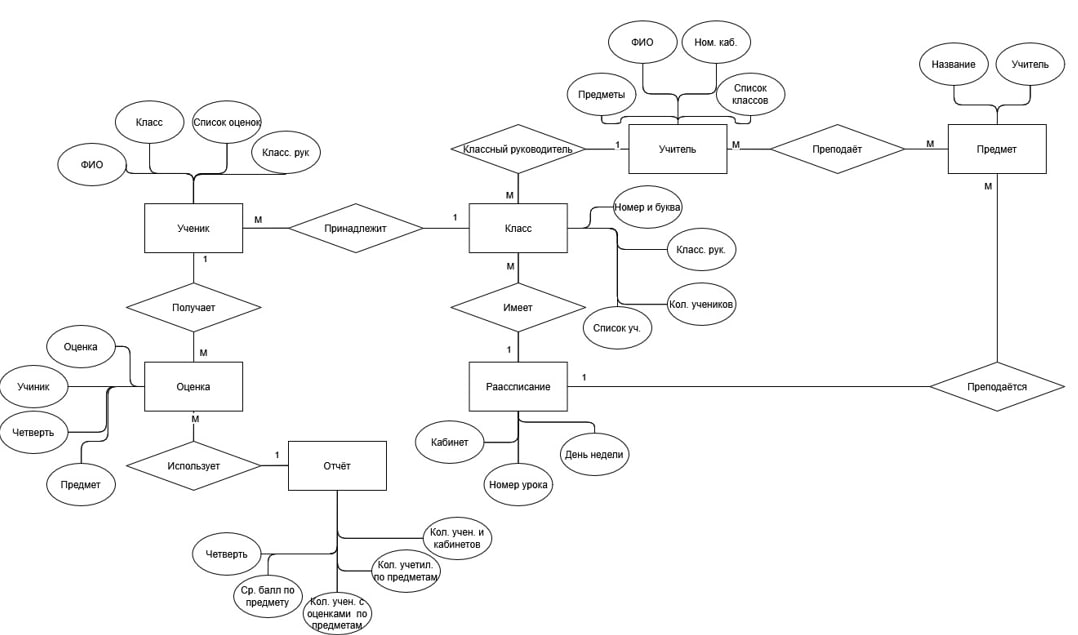 ФИО
Ном. каб.
Предметы
Список
классов
Название
Учитель
Класс
Список оценок
ФИО
Класс. рук
Классный руководитель
1
Учитель
М
Преподаёт
М
Предмет
М
М
Ученик
М
Принадлежит
1
Класс
Номер и буква
Класс. рук.
Кол. учеников
Список уч.
1
М
Получает
Имеет
М
1
Оценка
Учиник
Четверть
Предмет
Оценка
Раассписание
1
Преподаётся
Кабинет
День недели
Номер урока
М
Использует
1
Отчёт
Четверть
Ср. балл по
предмету
Кол. учен. с
оценками по
предметам
Кол. учетил.
по предметам
Кол. учен. и
кабинетов